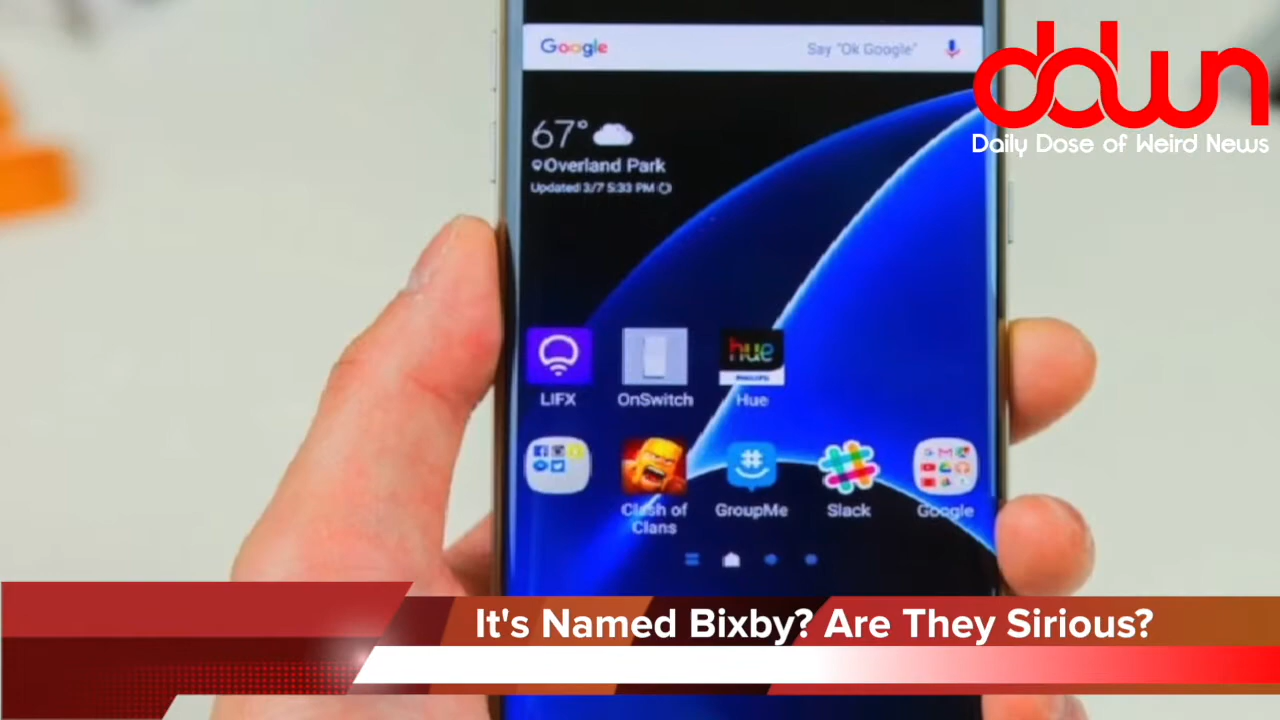 Google
Say "Ok Google"
ddwn
Daily Dose of Weird News
67°
Overland Park
Updated 3/7 5:33 PM
hue
PHILIPS
LIFX
OnSwitch
Hue
Clash of
Clans
GroupMe
Slack
Google
It's Named Bixby? Are They Sirious?